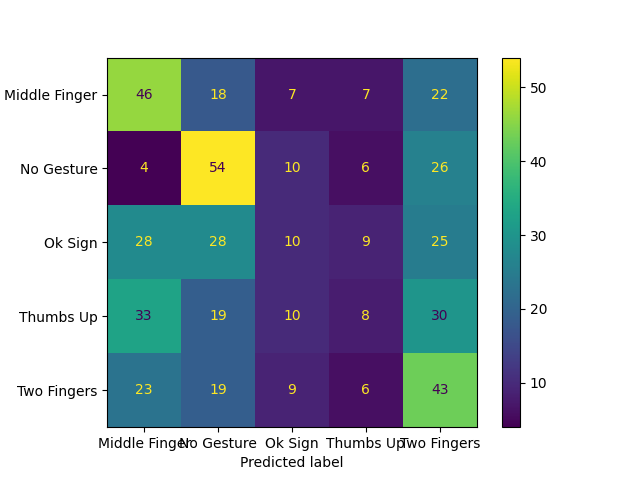 Middle Finger 46 18 7 7 22
No Gesture 4 54 10 6 26
Ok Sign 28 28 10 9 25
Thumbs Up 33 19 10 8 30
Two Fingers 23 19 9 6 43
Middle Finger No Gesture Ok Sign Thumbs Up Two Fingers
Predicted label
50
40
30
20
10